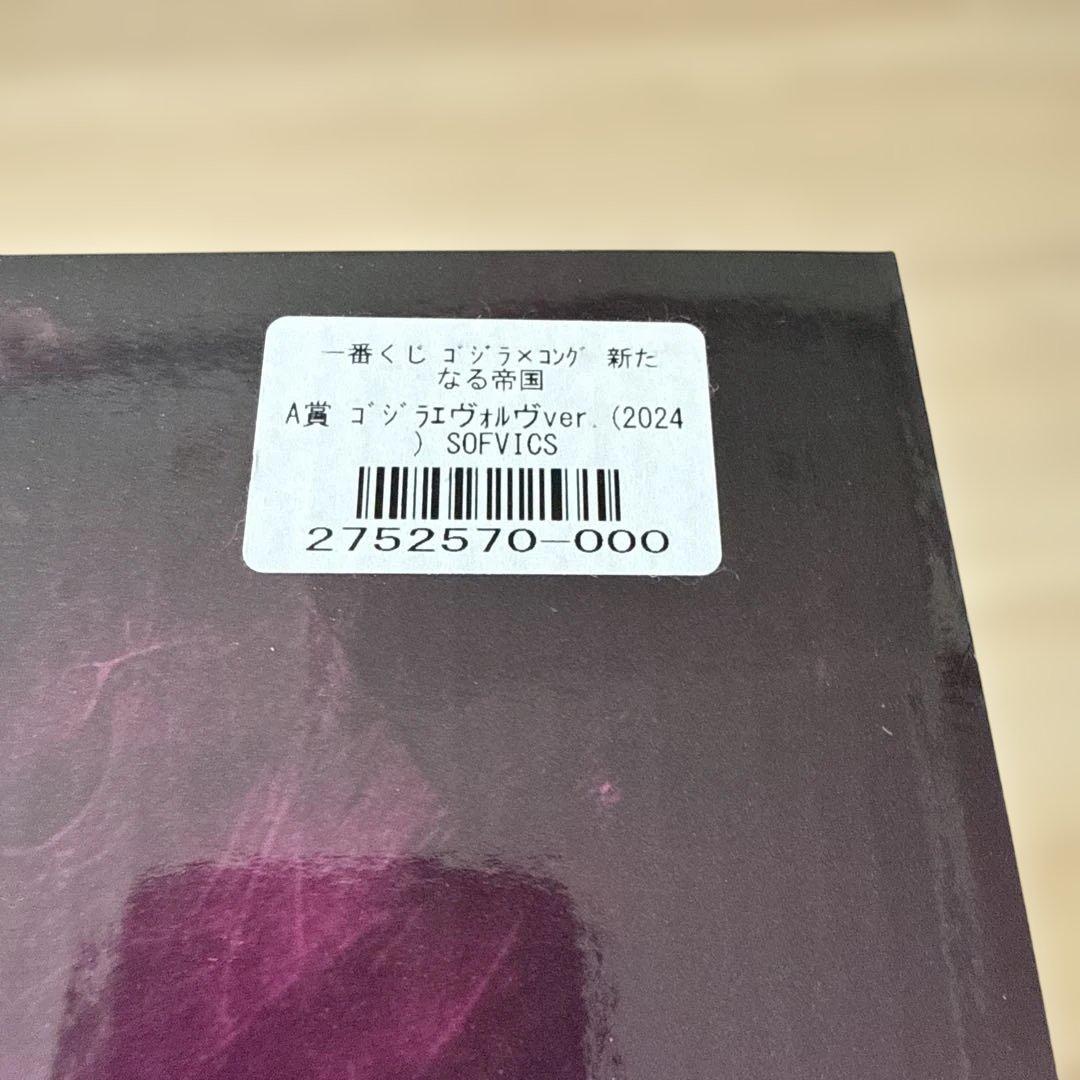 一番くじ ｺﾞｼﾞﾗ×ｺﾝｸﾞ 新た
なる帝国
A賞 ｺﾞｼﾞﾗｴヴｫﾙヴver.(2024
) SOFVICS
2752570-000